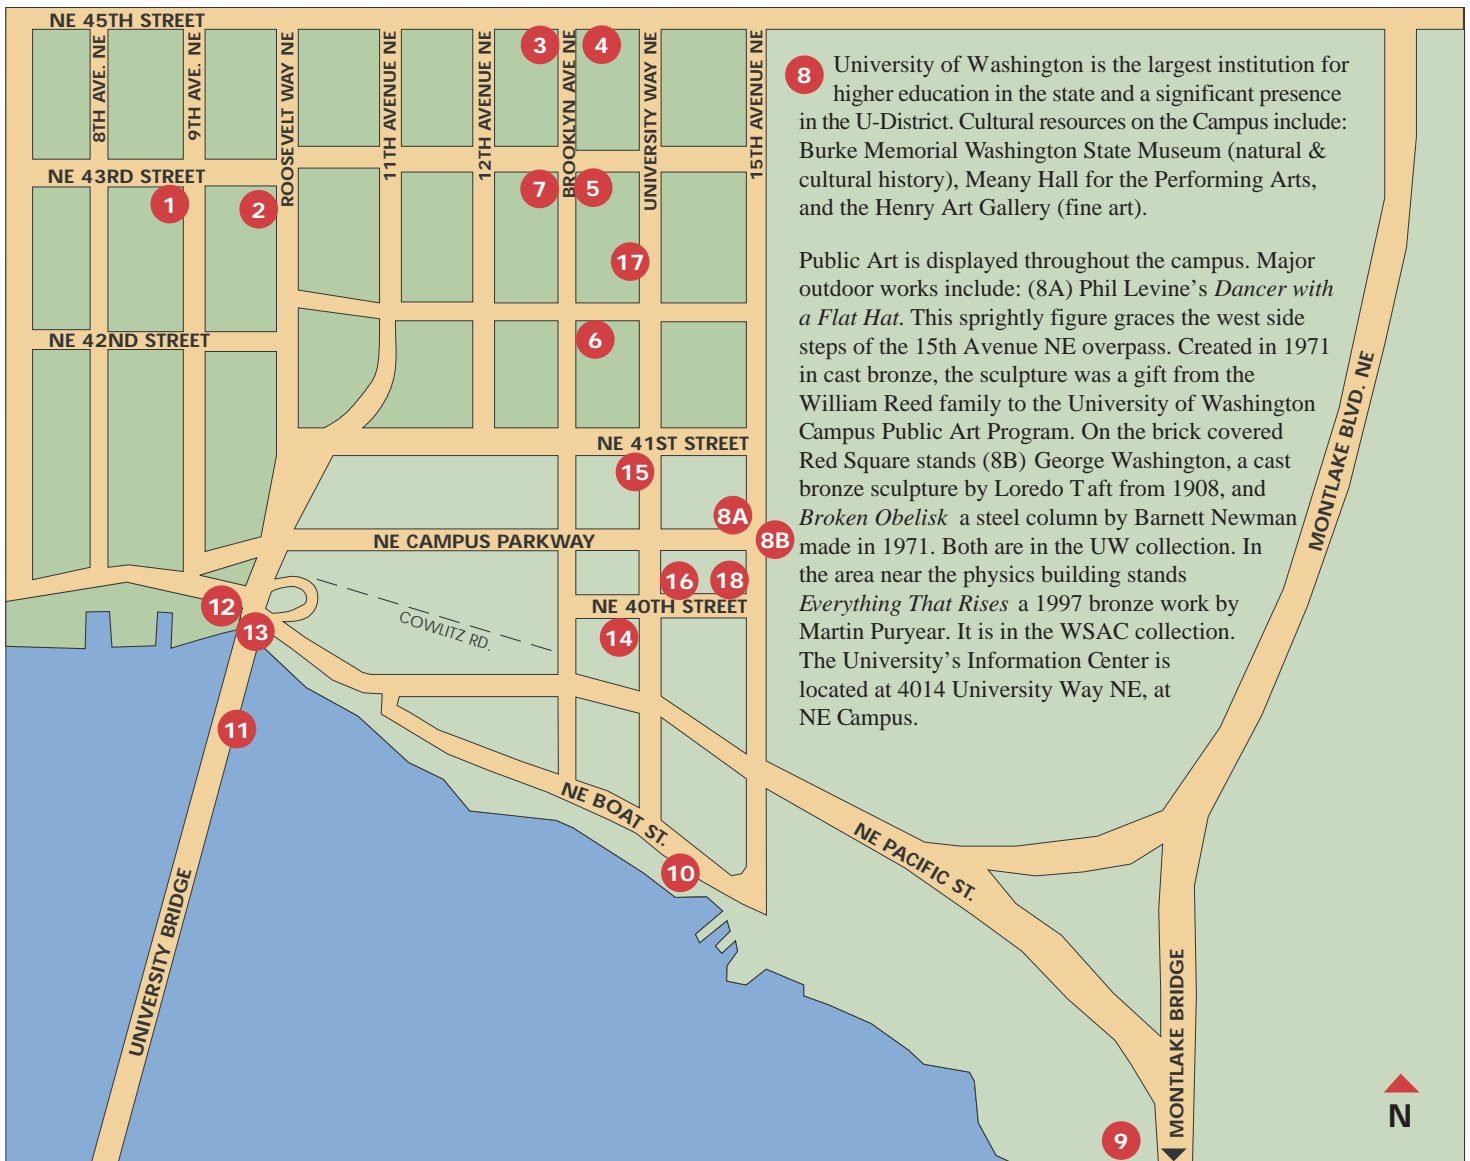 NE 45TH STREET
8TH AVE. NE
9TH AVE. NE
ROOSEVELT WAY NE
11TH AVENUE NE
12TH AVENUE NE
BROOKLYN AVE NE
UNIVERSITY WAY NE
15TH AVENUE NE
3
4
8
University of Washington is the largest institution for
higher education in the state and a significant presence
in the U-District. Cultural resources on the Campus include:
Burke Memorial Washington State Museum (natural &
cultural history), Meany Hall for the Performing Arts,
and the Henry Art Gallery (fine art).
Public Art is displayed throughout the campus. Major
outdoor works include: (8A) Phil Levine's Dancer with
a Flat Hat. This sprightly figure graces the west side
steps of the 15th Avenue NE overpass. Created in 1971
in cast bronze, the sculpture was a gift from the
William Reed family to the University of Washington
Campus Public Art Program. On the brick covered
Red Square stands (8B) George Washington, a cast
bronze sculpture by Loredo Taft from 1908, and
Broken Obelisk a steel column by Barnett Newman
made in 1971. Both are in the UW collection. In
the area near the physics building stands
Everything That Rises a 1997 bronze work by
Martin Puryear. It is in the WSAC collection.
The University's Information Center is
located at 4014 University Way NE, at
NE Campus.
NE 43RD STREET
1
2
7
5
17
NE 42ND STREET
6
NE 41ST STREET
15
8A
8B
NE CAMPUS PARKWAY
16
18
NE 40TH STREET
12
13
14
COWLITZ RD.
11
NE BOAT ST.
10
NE PACIFIC ST.
MONTLAKE BLVD. NE
UNIVERSITY BRIDGE
MONTLAKE BRIDGE
9
N